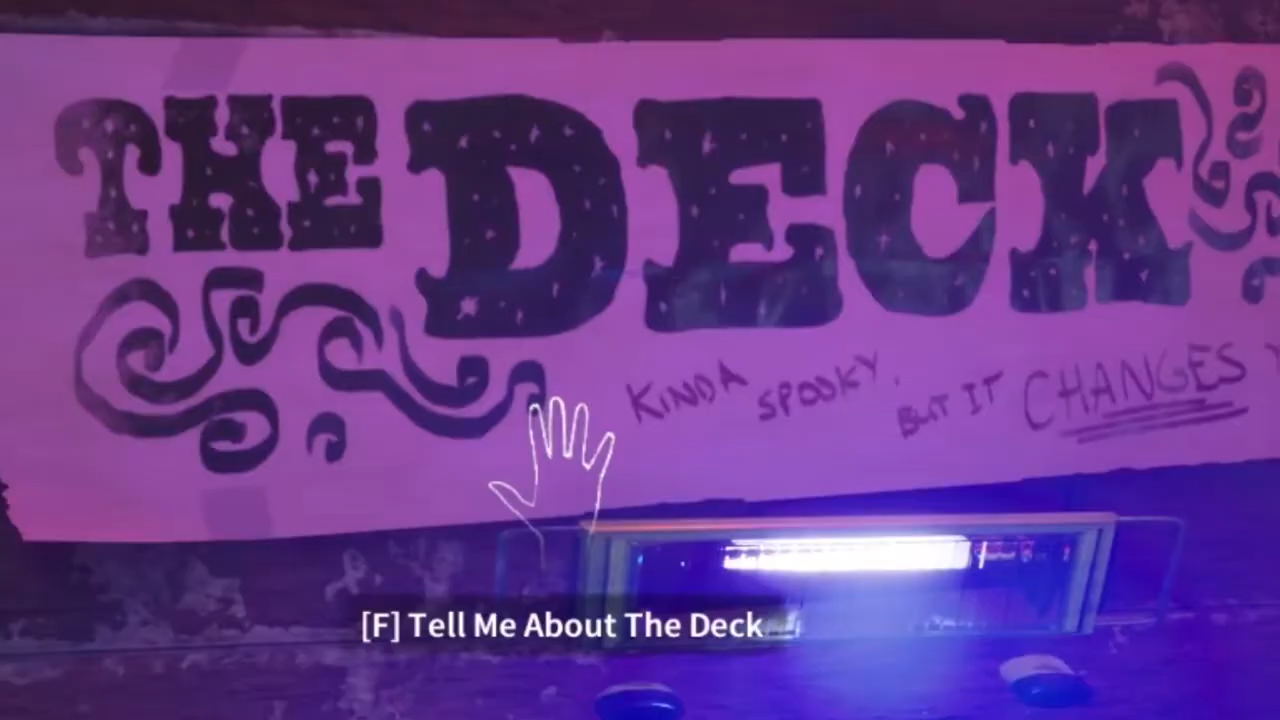 THE DECK
KINDA SPOOKY, BUT IT CHANGES
[F] Tell Me About The Deck